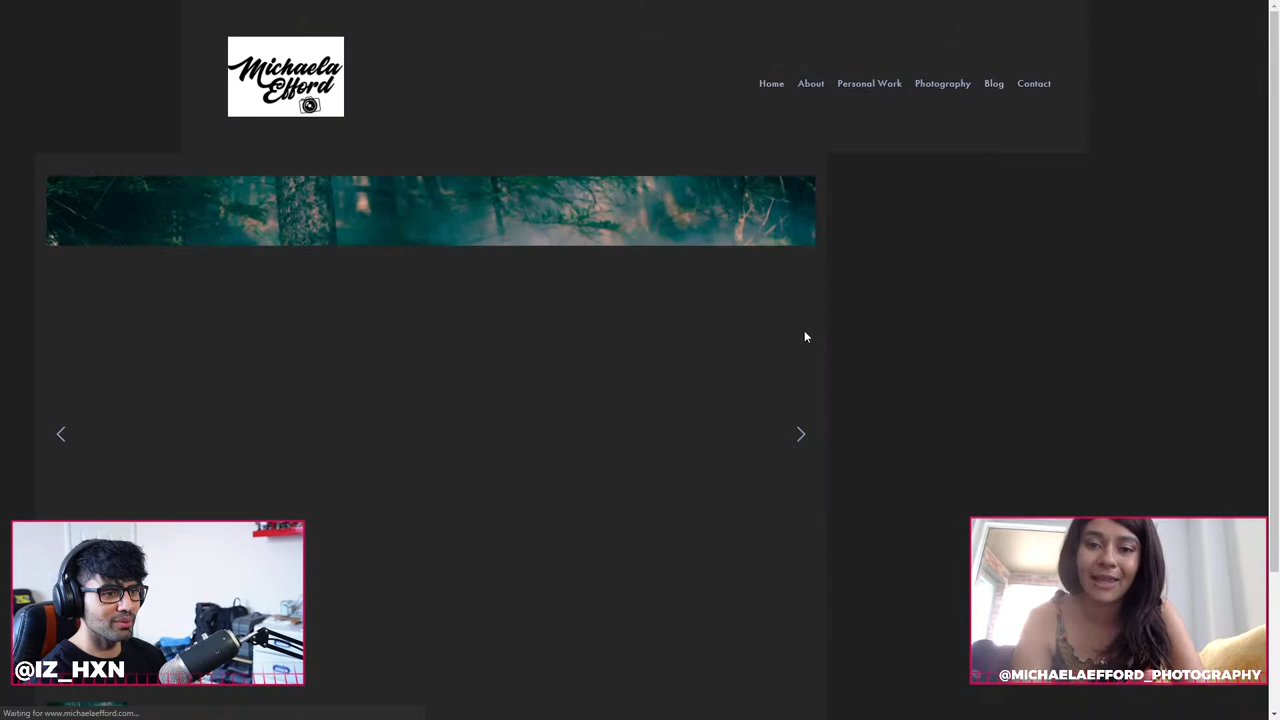 Michaela
Efford
Home About Personal Work Photography Blog Contact
@IZ_HXN
@MICHAELAEFFORD_PHOTOGRAPHY
Waiting for www.michaelaefford.com...